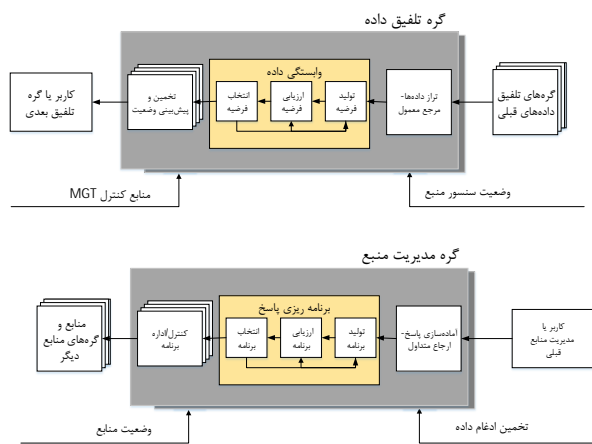 گره تلفیق داده
وابستگی داده
گره‌های تلفیق
داده‌های قبلی
تراز داده‌ها-
مرجع معمول
تولید
فرضیه
ارزیابی
فرضیه
انتخاب
فرضیه
تخمین و
پیش‌بینی وضعیت
کاربر یا گره
تلفیق بعدی
وضعیت سنسور منبع
منابع کنترل MGT
گره مدیریت منبع
برنامه ریزی پاسخ
کاربر یا
مدیریت منابع
قبلی
آماده‌سازی پاسخ-
ارجاع متداول
تولید
برنامه
ارزیابی
برنامه
انتخاب
برنامه
کنترل/اداره
برنامه
منابع و
گره‌های منابع
دیگر
تخمین ادغام داده
وضعیت منابع